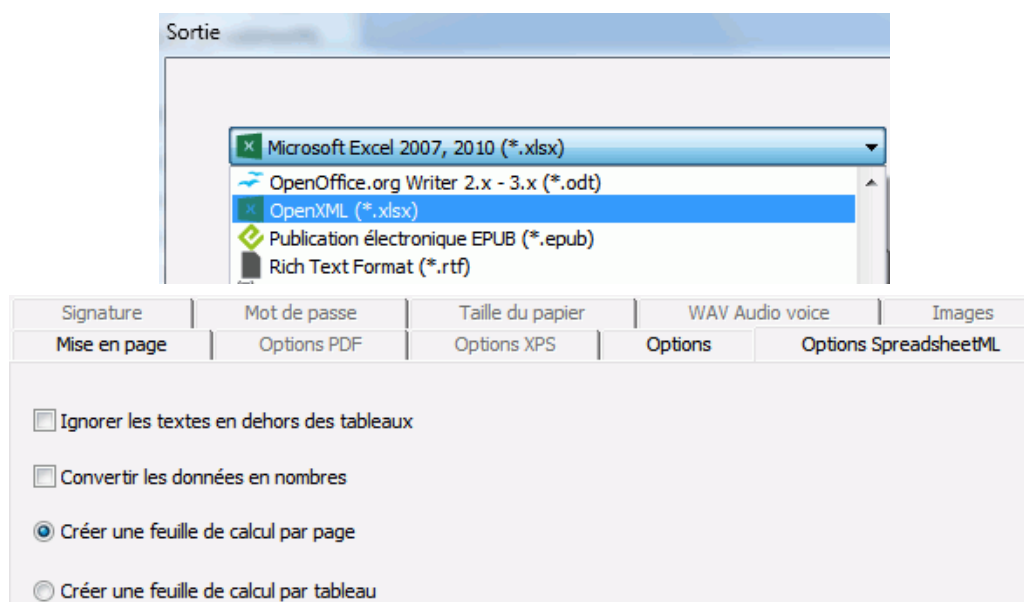 Sortie
Microsoft Excel 2007, 2010 (*.xlsx)
OpenOffice.org Writer 2.x - 3.x (*.odt)
OpenXML (*.xlsx)
Publication électronique EPUB (*.epub)
Rich Text Format (*.rtf)
Signature Mot de passe Taille du papier WAV Audio voice Images
Mise en page Options PDF Options XPS Options Options SpreadsheetML
Ignorer les textes en dehors des tableaux
Convertir les données en nombres
Créer une feuille de calcul par page
Créer une feuille de calcul par tableau